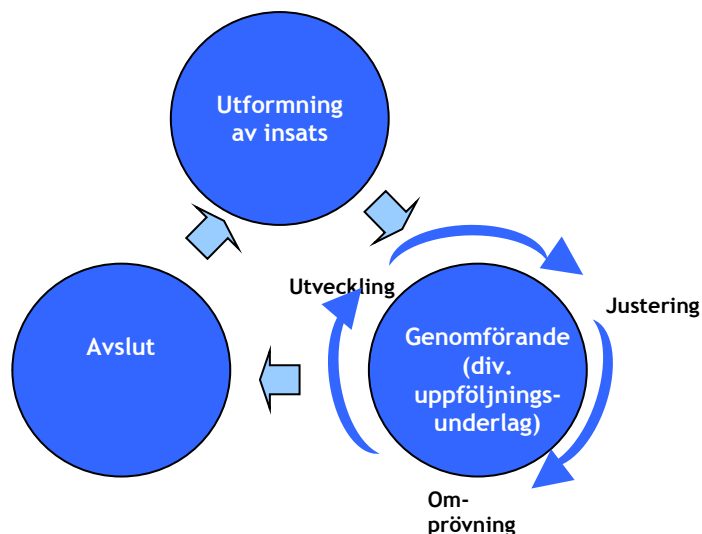 Utformning
av insats
Utveckling
Justering
Avslut
Genomförande
(div.
uppföljnings-
underlag)
Om-
prövning